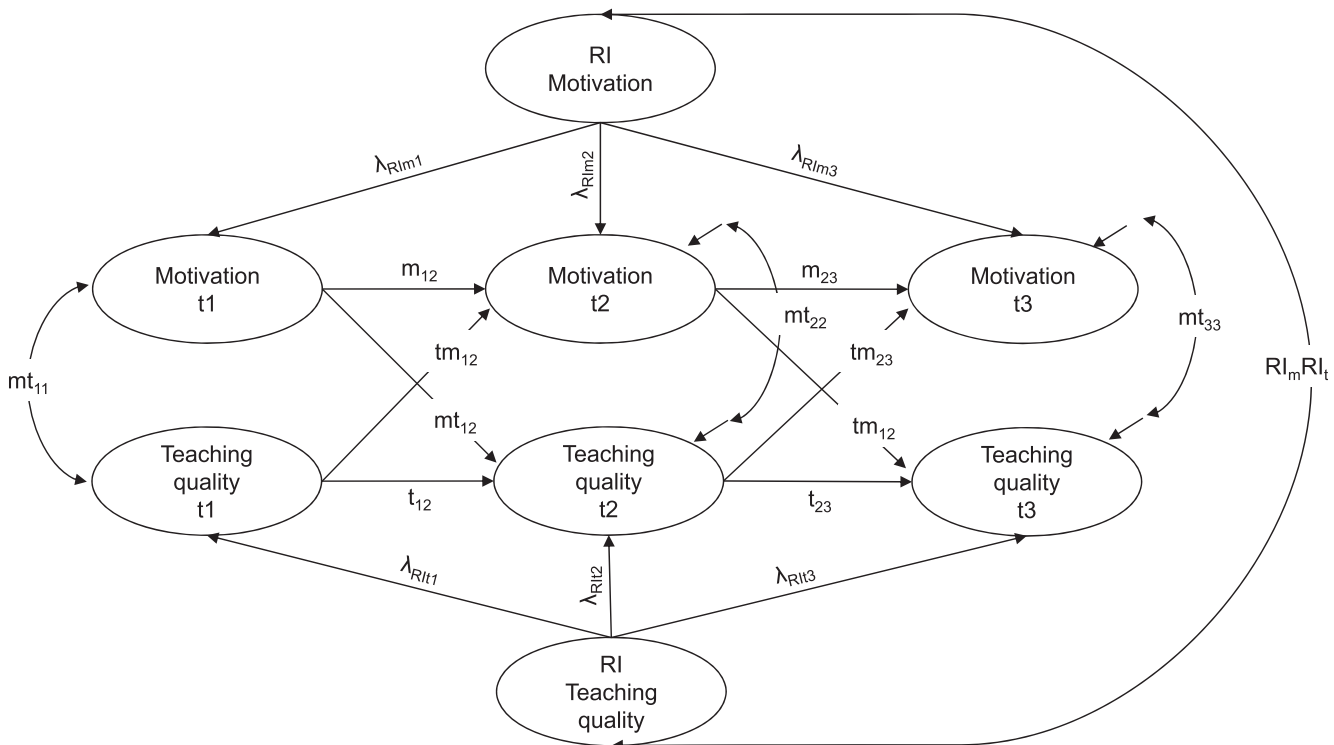 RI
Motivation
λRIm1
λRIm2
λRIm3
Motivation
t1
m12
Motivation
t2
m23
Motivation
t3
mt11
tm12
mt22
tm23
mt33
RImRIt
mt12
tm12
Teaching
quality
t1
t12
Teaching
quality
t2
t23
Teaching
quality
t3
λRIt1
λRIt2
λRIt3
RI
Teaching
quality